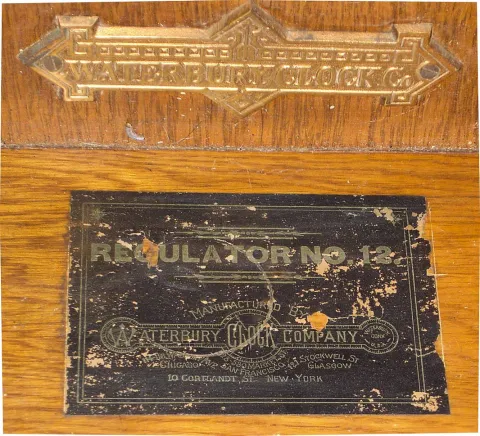 WATERBURY CLOCK Co
REGULATOR NO. 12.
MANUFACTURED BY
WATERBURY CLOCK COMPANY
CHICAGO SAN FRANCISCO GLASGOW
STOCKWELL ST
10 CORTLANDT ST. NEW-YORK